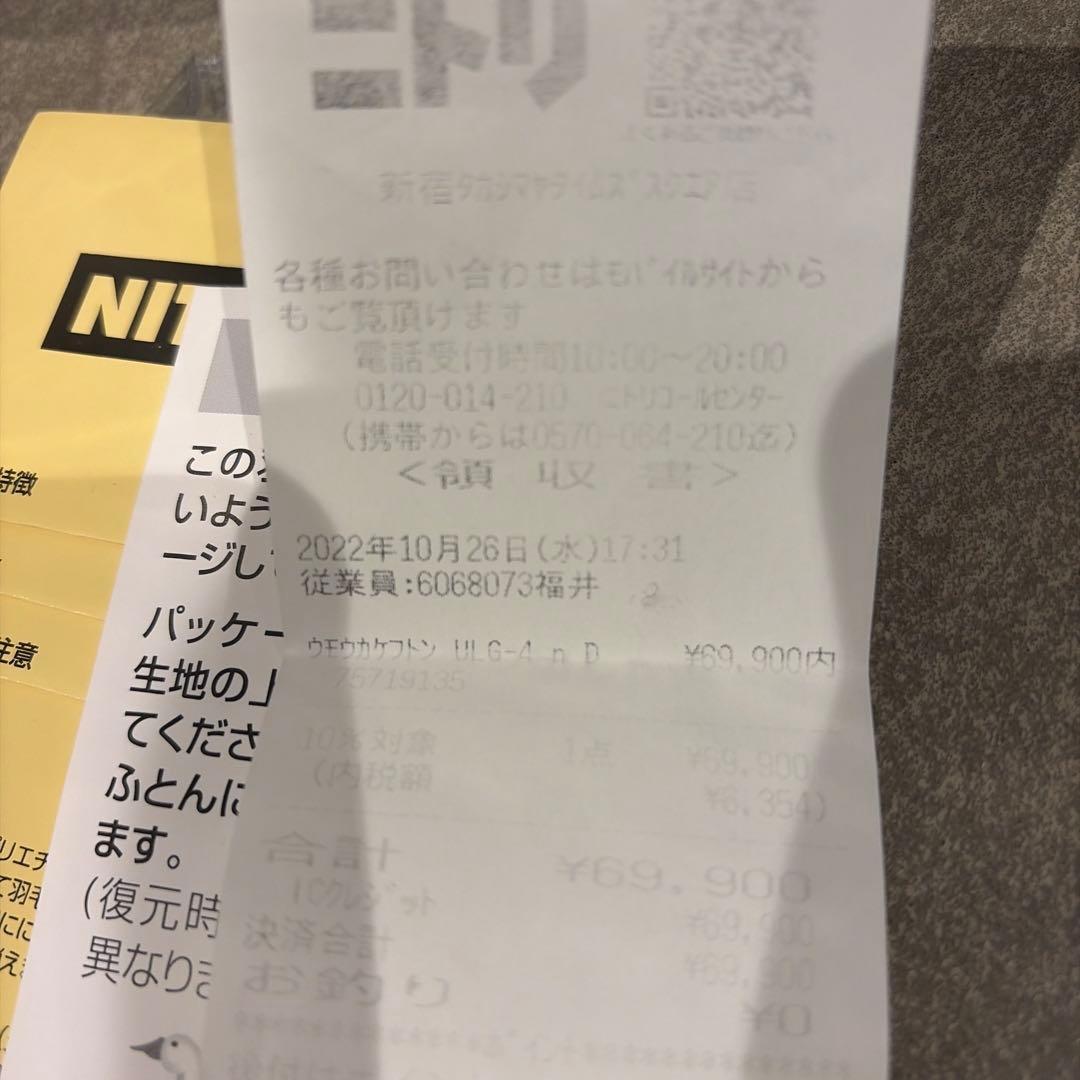 ニトリ
新宿タカシマヤタイムズスクエア店
各種お問い合わせはﾓﾊﾞｲﾙｻｲﾄから
もご覧頂けます
電話受け時間10:00～20:00
0120-014-210 ﾆﾄﾘｺｰﾙｾﾝﾀｰ
(携帯からは0570-064-210迄)
<領 収 書>
2022年10月26日(水)17:31
従業員:6068073福井
ｳﾓｳｶｹﾌﾄﾝ ULG-4 n D ¥69,900内
75719135
10%対象 1点 ¥69,900
(内税額 ¥6,354)
合計 ¥69,900
ICｸﾚｼﾞｯﾄ ¥69,900
決済合計 ¥69,900
お釣り ¥0
NIT
特徴
注意
この
いよう
ージし
パッケー
生地の」
てくださ
ふとんに
ます。
(復元時
異なりま